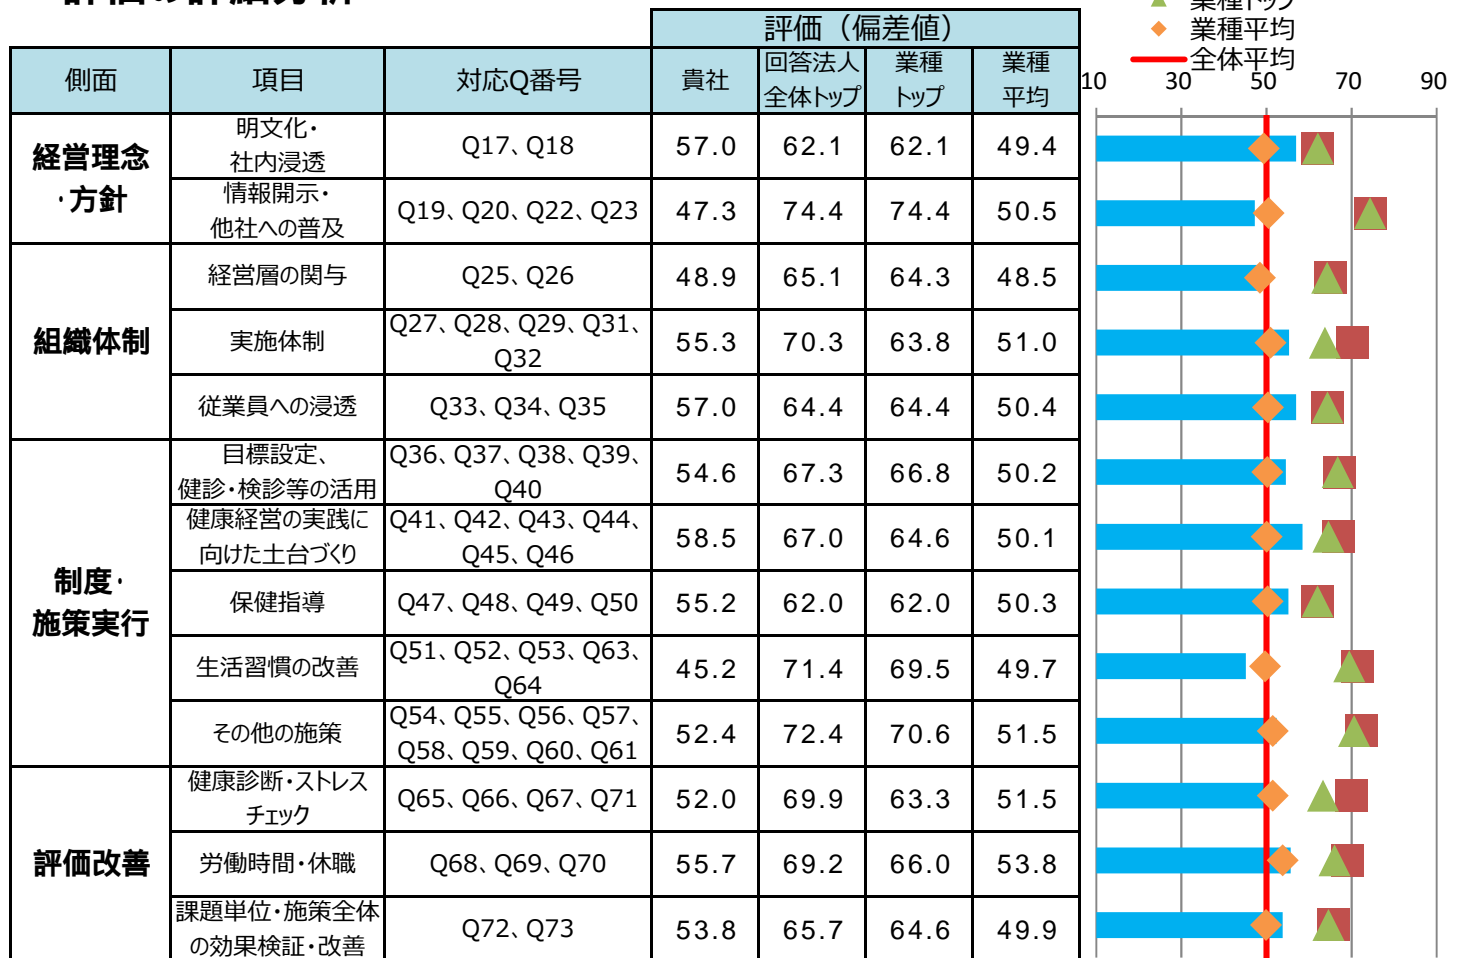 評価の詳細分析
業種トップ
業種平均
全体平均
評価（偏差値）
側面 項目 対応Q番号 貴社 回答法人全体トップ 業種トップ 業種平均
10 30 50 70 90
経営理念・方針
明文化・社内浸透 Q17、Q18 57.0 62.1 62.1 49.4
情報開示・他社への普及 Q19、Q20、Q22、Q23 47.3 74.4 74.4 50.5
組織体制
経営層の関与 Q25、Q26 48.9 65.1 64.3 48.5
実施体制 Q27、Q28、Q29、Q31、Q32 55.3 70.3 63.8 51.0
従業員への浸透 Q33、Q34、Q35 57.0 64.4 64.4 50.4
制度・施策実行
目標設定、健診・検診等の活用 Q36、Q37、Q38、Q39、Q40 54.6 67.3 66.8 50.2
健康経営の実践に向けた土台づくり Q41、Q42、Q43、Q44、Q45、Q46 58.5 67.0 64.6 50.1
保健指導 Q47、Q48、Q49、Q50 55.2 62.0 62.0 50.3
生活習慣の改善 Q51、Q52、Q53、Q63、Q64 45.2 71.4 69.5 49.7
その他の施策 Q54、Q55、Q56、Q57、Q58、Q59、Q60、Q61 52.4 72.4 70.6 51.5
評価改善
健康診断・ストレスチェック Q65、Q66、Q67、Q71 52.0 69.9 63.3 51.5
労働時間・休職 Q68、Q69、Q70 55.7 69.2 66.0 53.8
課題単位・施策全体の効果検証・改善 Q72、Q73 53.8 65.7 64.6 49.9